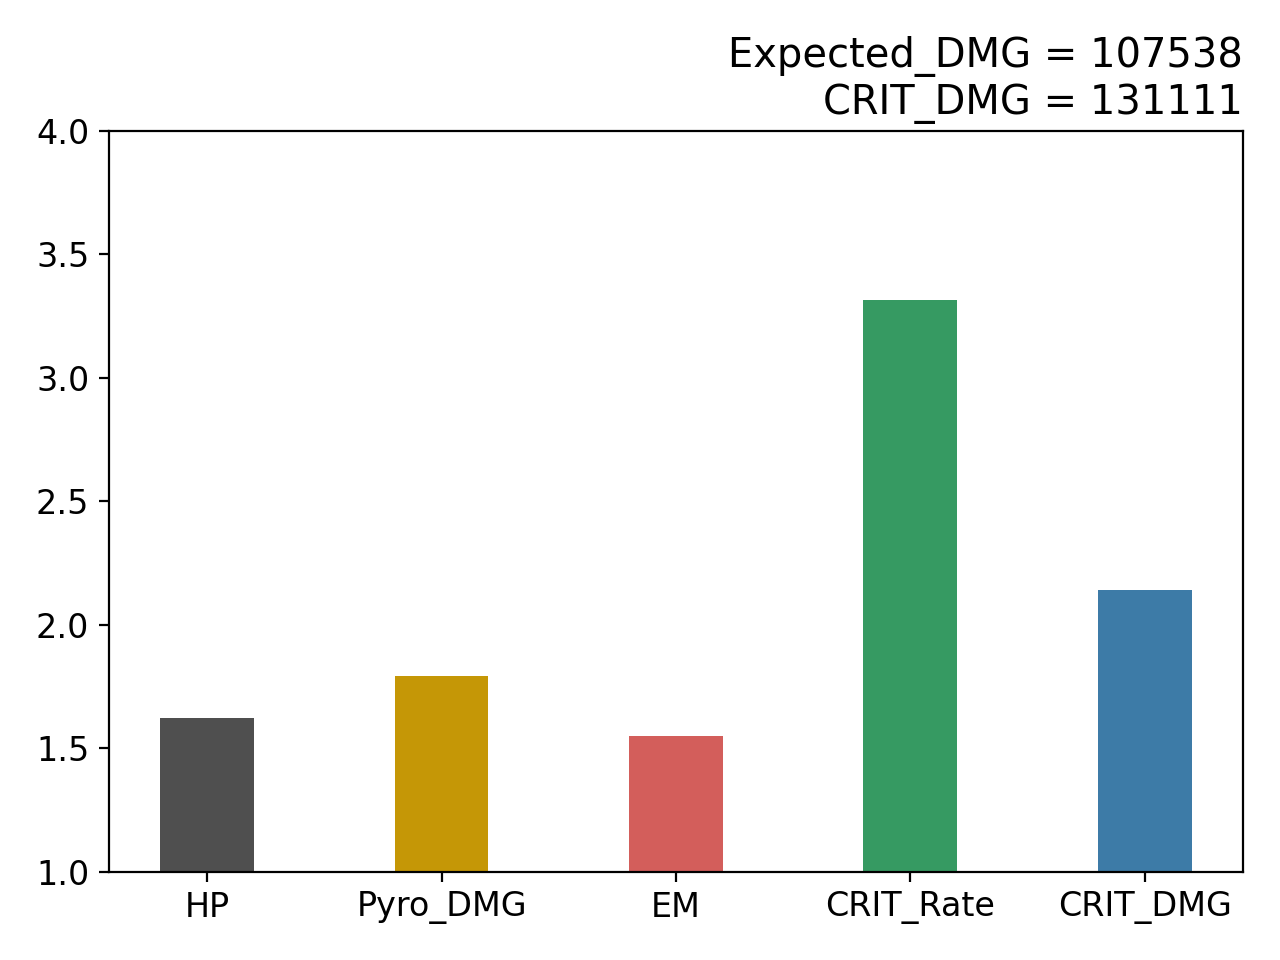 Expected_DMG = 107538
CRIT_DMG = 131111
4.0
3.5
3.0
2.5
2.0
1.5
1.0
HP Pyro_DMG EM CRIT_Rate CRIT_DMG